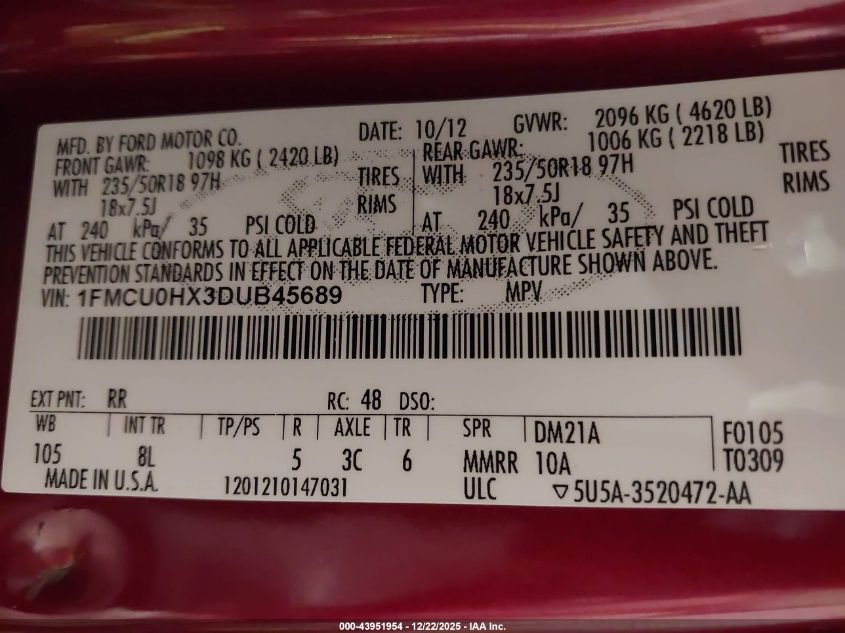 MFD. BY FORD MOTOR CO. DATE: 10/12 GVWR: 2096 KG ( 4620 LB)
FRONT GAWR: 1098 KG ( 2420 LB) REAR GAWR: 1006 KG ( 2218 LB)
WITH 235/50R18 97H TIRES WITH 235/50R18 97H TIRES
18x7.5J RIMS 18x7.5J RIMS
AT 240 kPa/ 35 PSI COLD AT 240 kPa/ 35 PSI COLD
THIS VEHICLE CONFORMS TO ALL APPLICABLE FEDERAL MOTOR VEHICLE SAFETY AND THEFT
PREVENTION STANDARDS IN EFFECT ON THE DATE OF MANUFACTURE SHOWN ABOVE.
VIN: 1FMCU0HX3DUB45689 TYPE: MPV
EXT PNT: RR RC: 48 DSO:
WB INT TR TP/PS R AXLE TR SPR DM21A F0105
105 8L 5 3C 6 MMRR 10A T0309
MADE IN U.S.A. 1201210147031 ULC ▽5U5A-3520472-AA
000-43951954 - 12/22/2025 - IAA Inc.